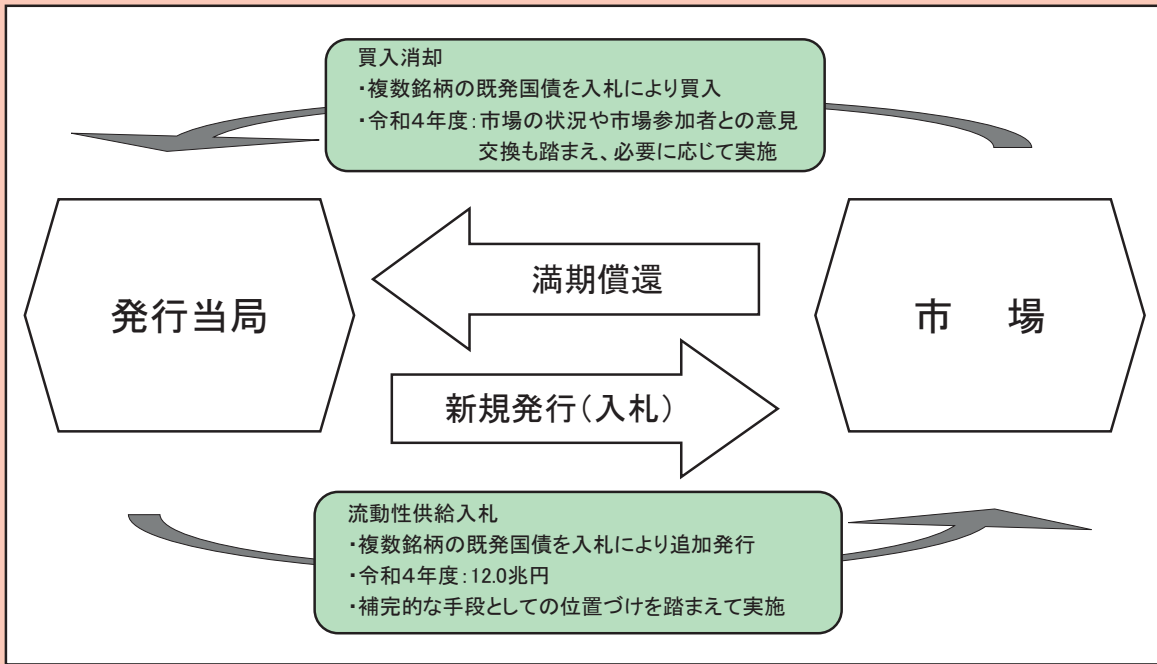 買入消却
・複数銘柄の既発国債を入札により買入
・令和4年度：市場の状況や市場参加者との意見
交換も踏まえ、必要に応じて実施
満期償還
発行当局
市　場
新規発行（入札）
流動性供給入札
・複数銘柄の既発国債を入札により追加発行
・令和4年度：12.0兆円
・補完的な手段としての位置づけを踏まえて実施